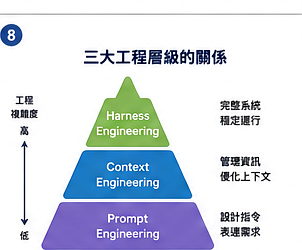 8
三大工程層級的關係
工程
複雜度
高
低
Harness
Engineering
完整系統
穩定運行
Context
Engineering
管理資訊
優化上下文
Prompt
Engineering
設計指令
表達需求